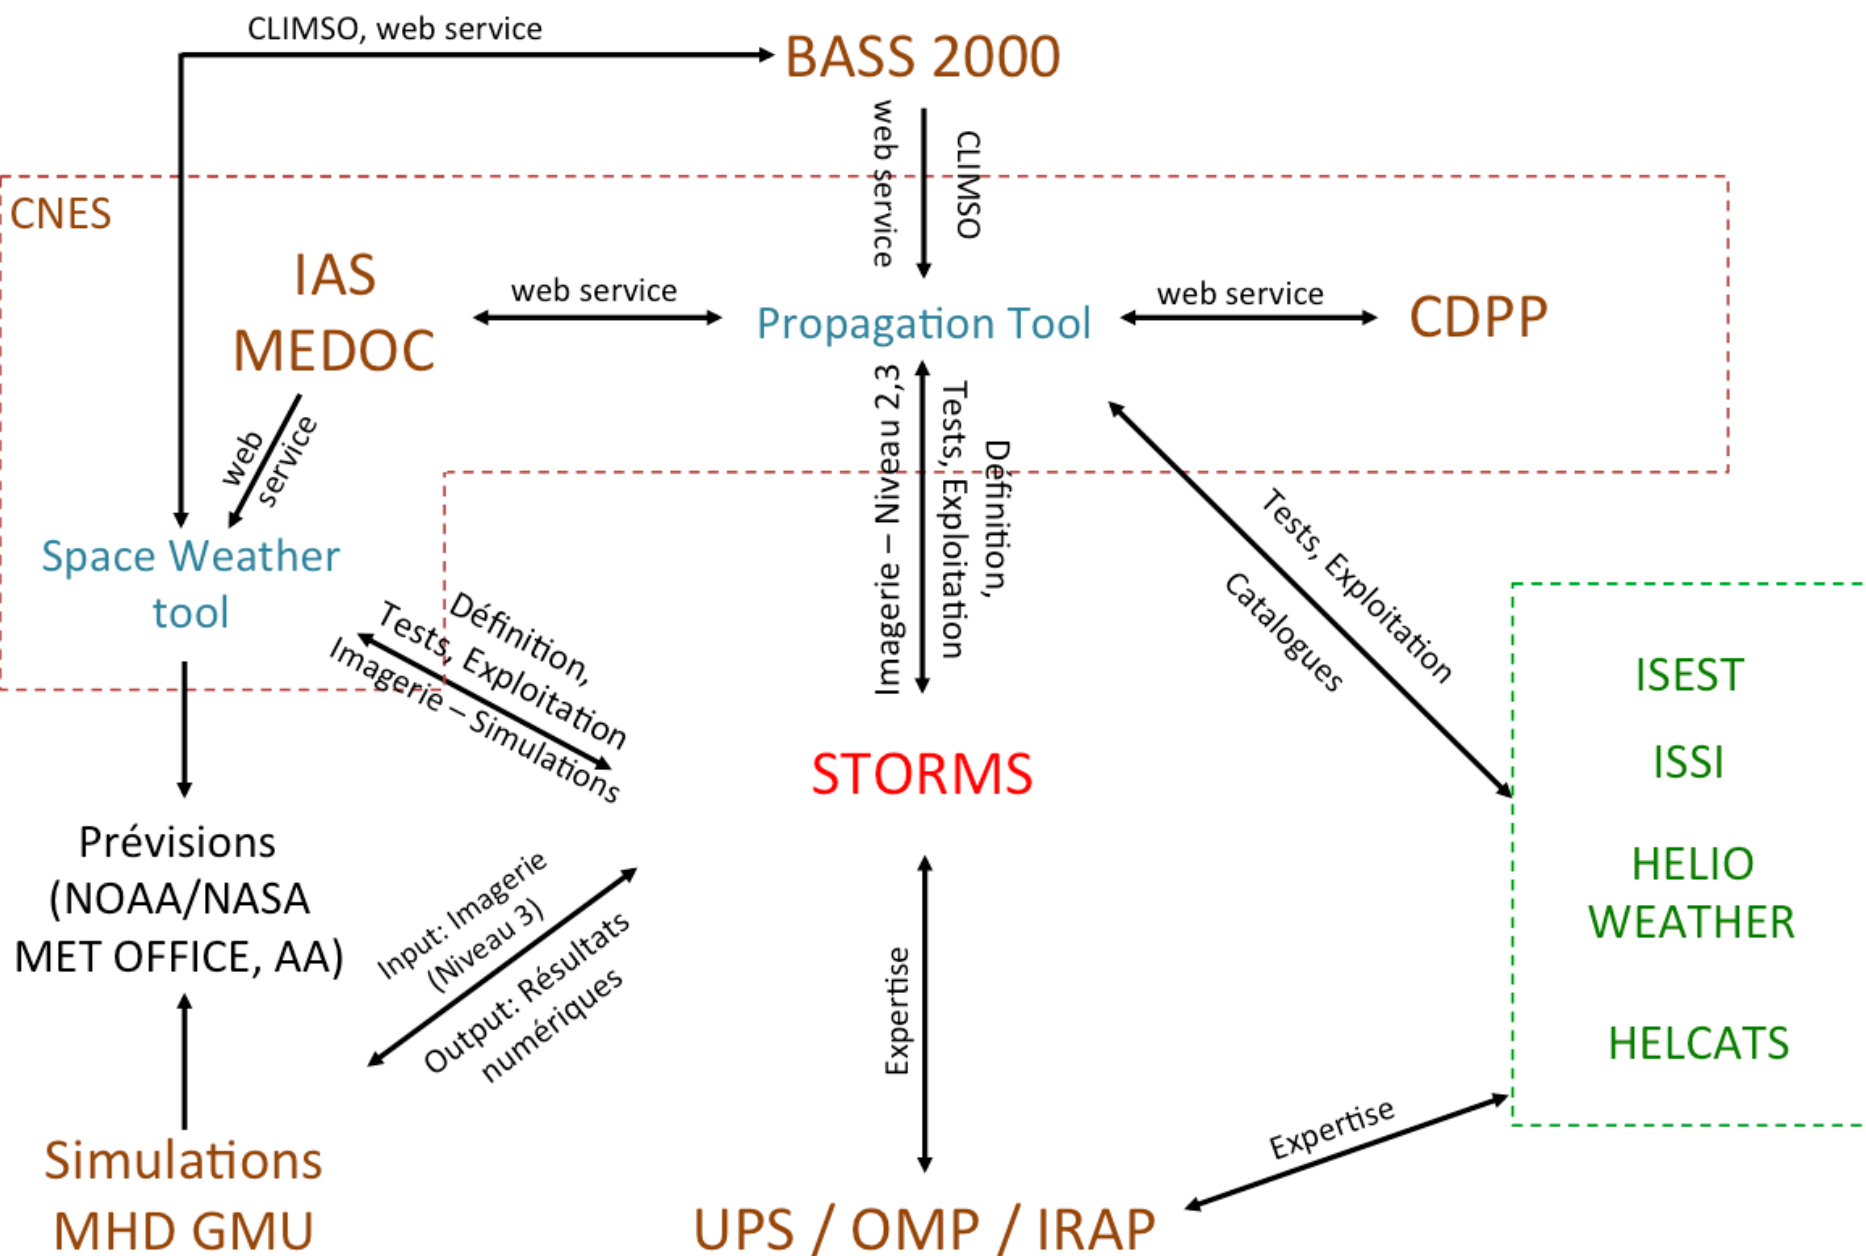 CLIMSO, web service
BASS 2000
web service
CLIMSO
CNES
IAS
MEDOC
web service
Propagation Tool
web service
CDPP
web
service
Imagerie – Niveau 2,3
Définition,
Tests, Exploitation
Tests, Exploitation
Catalogues
Space Weather
tool
Définition,
Tests, Exploitation
Imagerie – Simulations
STORMS
ISEST
ISSI
HELIO
WEATHER
HELCATS
Prévisions
(NOAA/NASA
MET OFFICE, AA)
Input: Imagerie
(Niveau 3)
Output: Résultats
numériques
Expertise
Expertise
Simulations
MHD GMU
UPS / OMP / IRAP